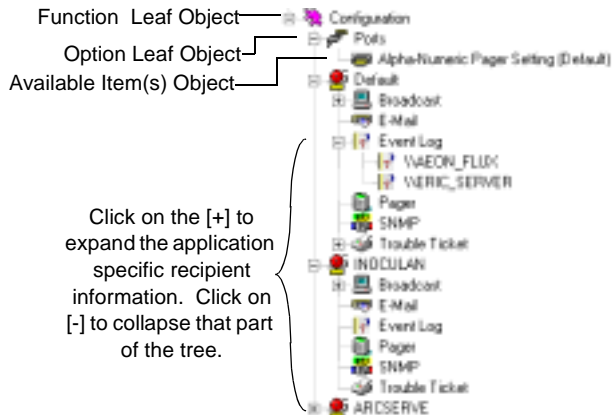 Function Leaf Object
Option Leaf Object
Available Item(s) Object
Click on the [+] to
expand the application
specific recipient
information. Click on
[-] to collapse that part
of the tree.
Configuration
Ports
Alpha-Numeric Pager Setting (Default)
Default
Broadcast
E-Mail
Event Log
\\AEON_FLUX
\\ERIC_SERVER
Pager
SNMP
Trouble Ticket
INOCULAN
Broadcast
E-Mail
Event Log
Pager
SNMP
Trouble Ticket
ARCSERVE